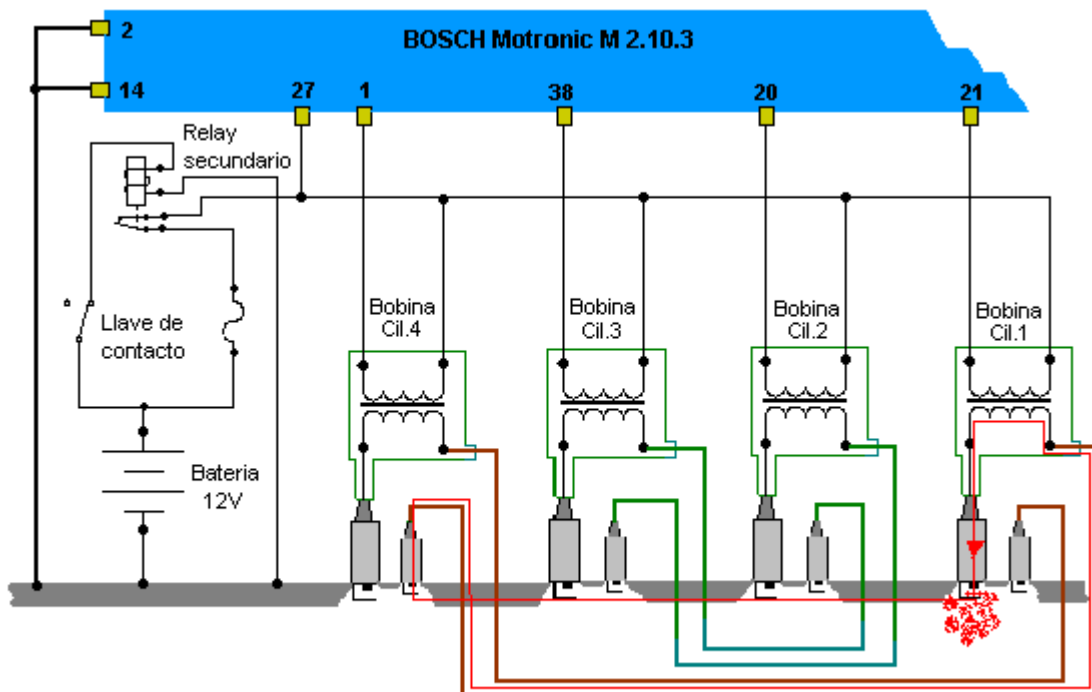 BOSCH Motronic M 2.10.3
2
14
27
1
38
20
21
Relay
secundario
Llave de
contacto
Bateria
12V
Bobina
Cil.4
Bobina
Cil.3
Bobina
Cil.2
Bobina
Cil.1